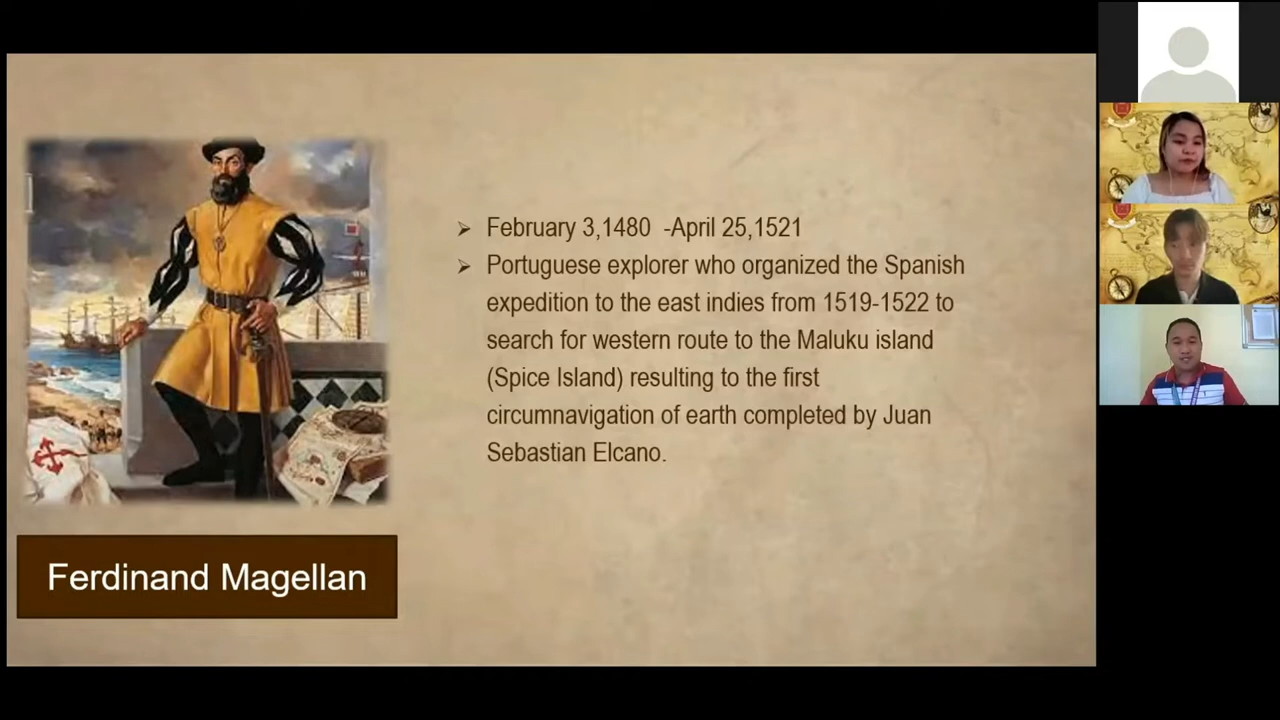 February 3,1480 -April 25,1521
Portuguese explorer who organized the Spanish
expedition to the east indies from 1519-1522 to
search for western route to the Maluku island
(Spice Island) resulting to the first
circumnavigation of earth completed by Juan
Sebastian Elcano.
Ferdinand Magellan